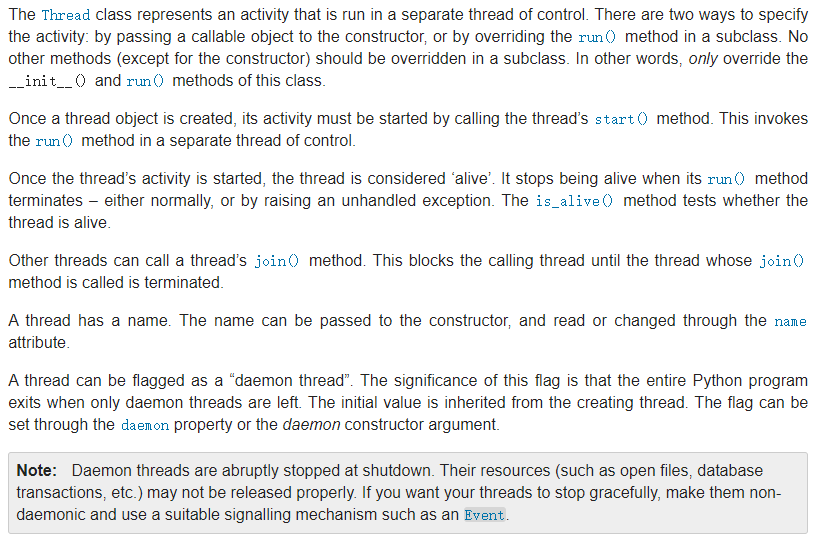 The Thread class represents an activity that is run in a separate thread of control. There are two ways to specify
the activity: by passing a callable object to the constructor, or by overriding the run() method in a subclass. No
other methods (except for the constructor) should be overridden in a subclass. In other words, only override the
__init__() and run() methods of this class.
Once a thread object is created, its activity must be started by calling the thread’s start() method. This invokes
the run() method in a separate thread of control.
Once the thread’s activity is started, the thread is considered ‘alive’. It stops being alive when its run() method
terminates – either normally, or by raising an unhandled exception. The is_alive() method tests whether the
thread is alive.
Other threads can call a thread’s join() method. This blocks the calling thread until the thread whose join()
method is called is terminated.
A thread has a name. The name can be passed to the constructor, and read or changed through the name
attribute.
A thread can be flagged as a “daemon thread”. The significance of this flag is that the entire Python program
exits when only daemon threads are left. The initial value is inherited from the creating thread. The flag can be
set through the daemon property or the daemon constructor argument.
Note: Daemon threads are abruptly stopped at shutdown. Their resources (such as open files, database
transactions, etc.) may not be released properly. If you want your threads to stop gracefully, make them non-
daemonic and use a suitable signalling mechanism such as an Event.